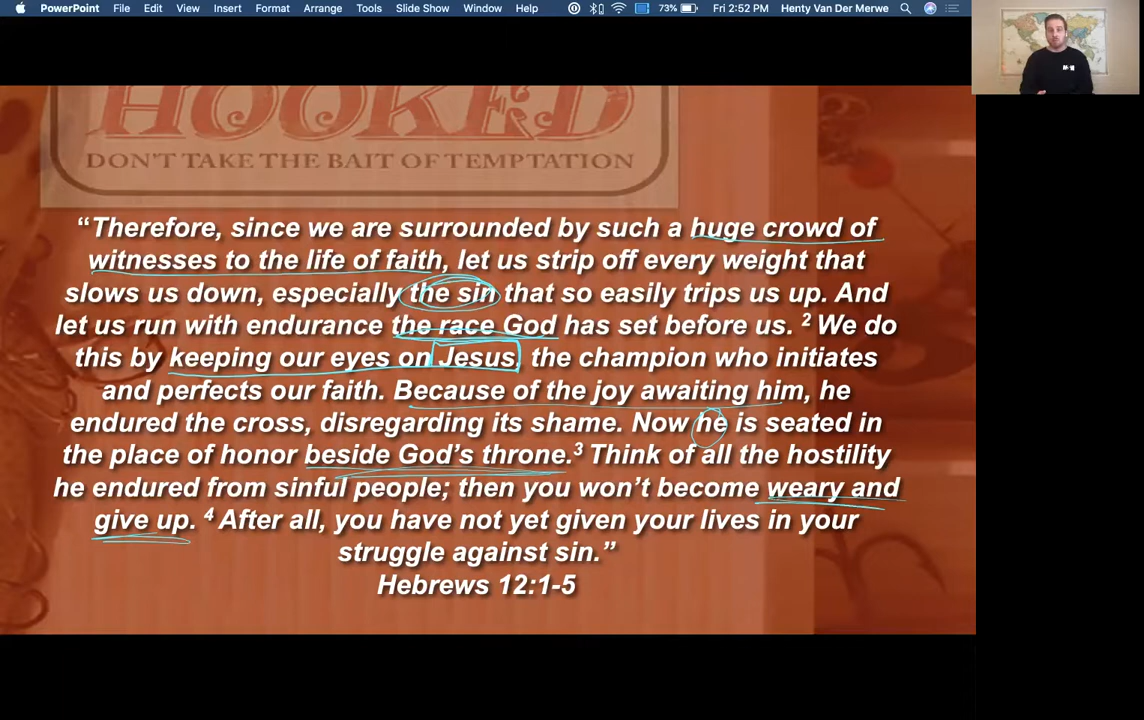 PowerPoint File Edit View Insert Format Arrange Tools Slide Show Window Help 73% Fri 2:52 PM Henty Van Der Merwe
HOOKED
DON'T TAKE THE BAIT OF TEMPTATION
“Therefore, since we are surrounded by such a huge crowd of
witnesses to the life of faith, let us strip off every weight that
slows us down, especially the sin that so easily trips us up. And
let us run with endurance the race God has set before us. 2 We do
this by keeping our eyes on Jesus, the champion who initiates
and perfects our faith. Because of the joy awaiting him, he
endured the cross, disregarding its shame. Now he is seated in
the place of honor beside God’s throne.3 Think of all the hostility
he endured from sinful people; then you won’t become weary and
give up. 4 After all, you have not yet given your lives in your
struggle against sin.”
Hebrews 12:1-5